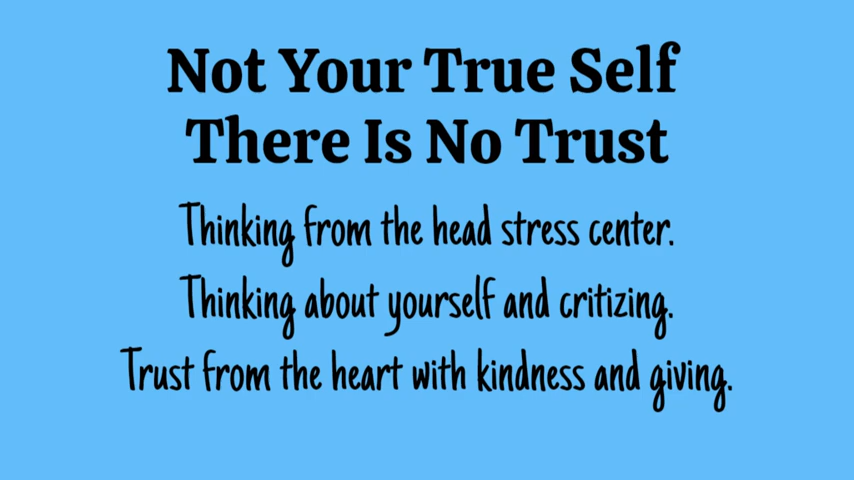 Not Your True Self
There Is No Trust
Thinking from the head stress center.
Thinking about yourself and critizing.
Trust from the heart with kindness and giving.